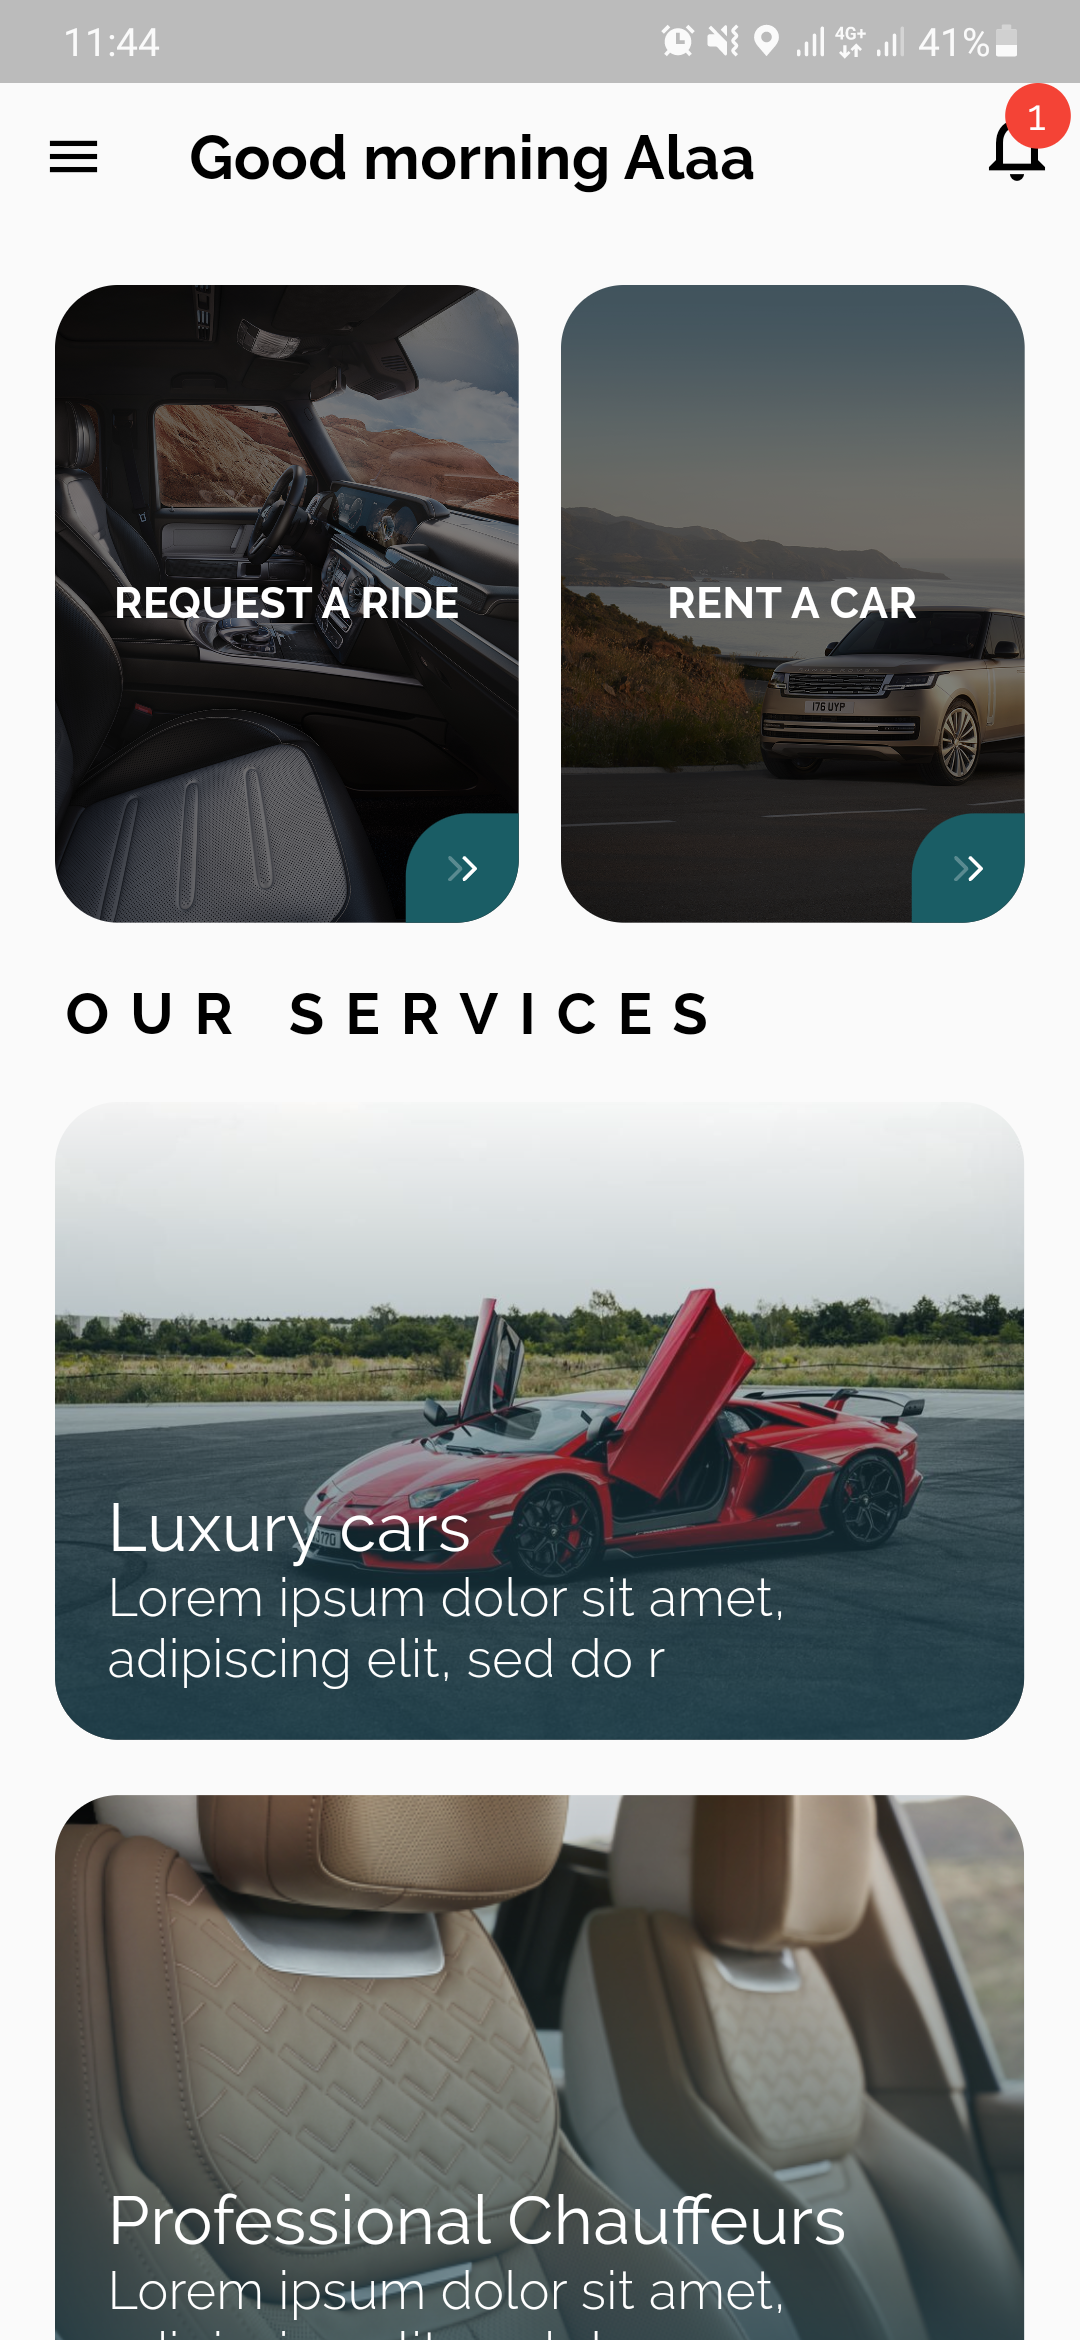 11:44 4G+ 41%
1
Good morning Alaa
REQUEST A RIDE
RENT A CAR
176 UYP
OUR SERVICES
Luxury cars
Lorem ipsum dolor sit amet,
adipiscing elit, sed do r
Professional Chauffeurs
Lorem ipsum dolor sit amet,